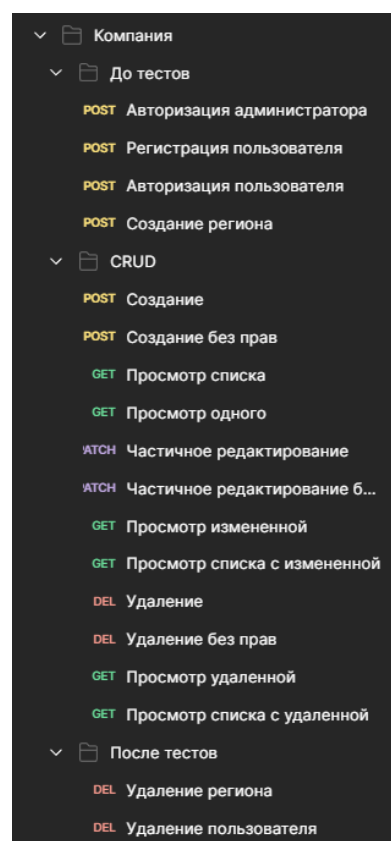 Компания
До тестов
POST Авторизация администратора
POST Регистрация пользователя
POST Авторизация пользователя
POST Создание региона
CRUD
POST Создание
POST Создание без прав
GET Просмотр списка
GET Просмотр одного
PATCH Частичное редактирование
PATCH Частичное редактирование б...
GET Просмотр измененной
GET Просмотр списка с измененной
DEL Удаление
DEL Удаление без прав
GET Просмотр удаленной
GET Просмотр списка с удаленной
После тестов
DEL Удаление региона
DEL Удаление пользователя